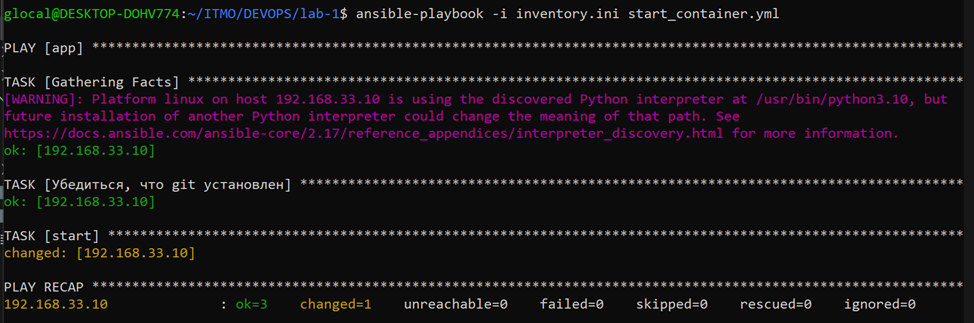 glocal@DESKTOP-DOHV774:~/ITMO/DEVOPS/lab-1$ ansible-playbook -i inventory.ini start_container.yml
PLAY [app] *************************************************************************************************************
TASK [Gathering Facts] *************************************************************************************************
[WARNING]: Platform linux on host 192.168.33.10 is using the discovered Python interpreter at /usr/bin/python3.10, but
future installation of another Python interpreter could change the meaning of that path. See
https://docs.ansible.com/ansible-core/2.17/reference_appendices/interpreter_discovery.html for more information.
ok: [192.168.33.10]
TASK [Убедиться, что git установлен] ***********************************************************************************
ok: [192.168.33.10]
TASK [start] ***********************************************************************************************************
changed: [192.168.33.10]
PLAY RECAP *************************************************************************************************************
192.168.33.10 : ok=3 changed=1 unreachable=0 failed=0 skipped=0 rescued=0 ignored=0